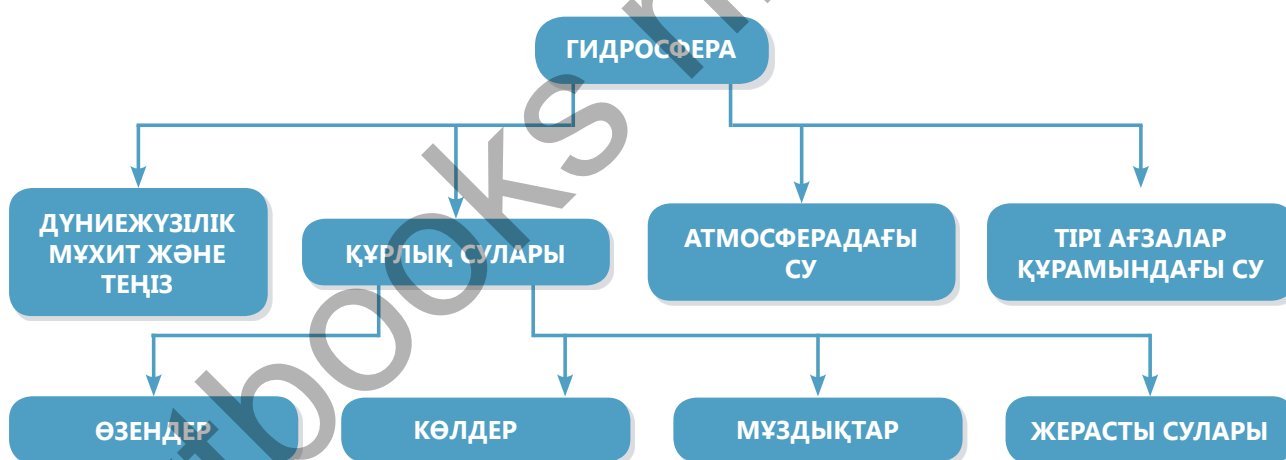 ГИДРОСФЕРА
ДҮНИЕЖҮЗІЛІК
МҰХИТ ЖӘНЕ
ТЕҢІЗ
ҚҰРЛЫҚ СУЛАРЫ
АТМОСФЕРАДАҒЫ
СУ
ТІРІ АҒЗАЛАР
ҚҰРАМЫНДАҒЫ СУ
ӨЗЕНДЕР
КӨЛДЕР
МҰЗДЫҚТАР
ЖЕРАСТЫ СУЛАРЫ